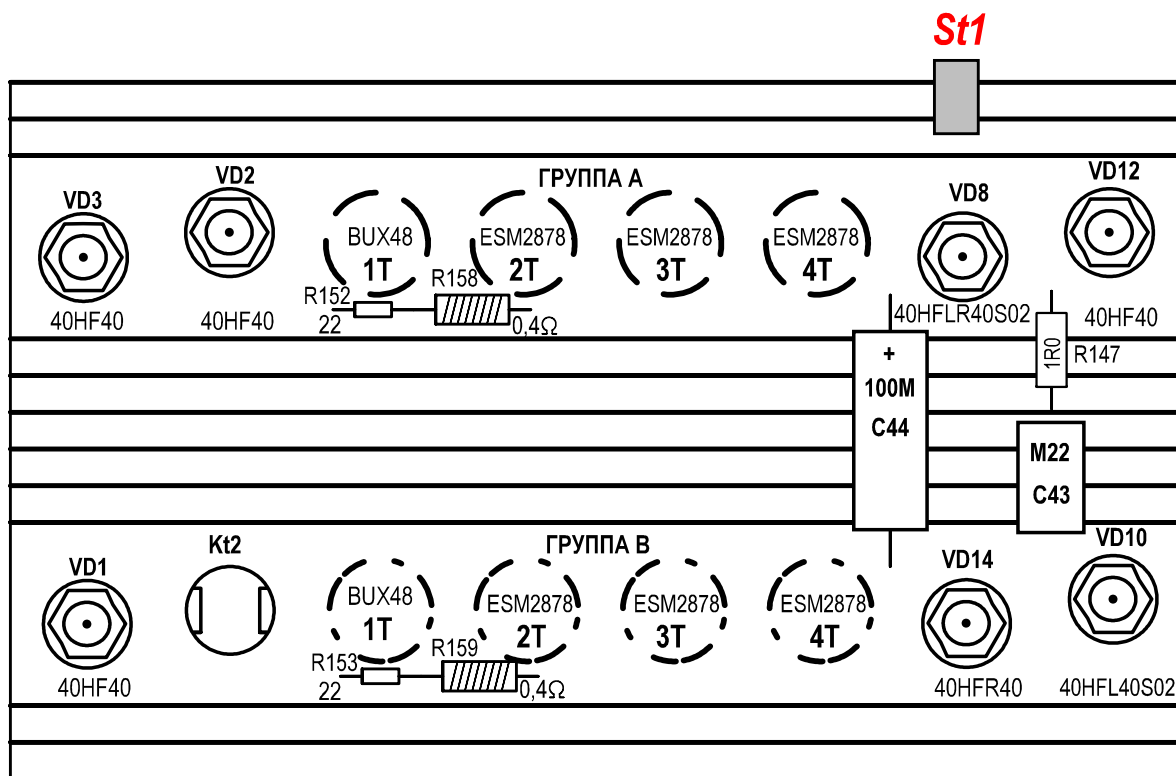 St1
VD3
VD2
ГРУППА А
VD8
VD12
BUX48
1T
ESM2878
2T
ESM2878
3T
ESM2878
4T
R152
22
R158
0,4Ω
40HF40
40HF40
40HFLR40S02
40HF40
+
100M
C44
1R0
R147
M22
C43
VD1
Kt2
ГРУППА В
VD14
VD10
BUX48
1T
ESM2878
2T
ESM2878
3T
ESM2878
4T
R153
22
R159
0,4Ω
40HF40
40HFR40
40HFL40S02